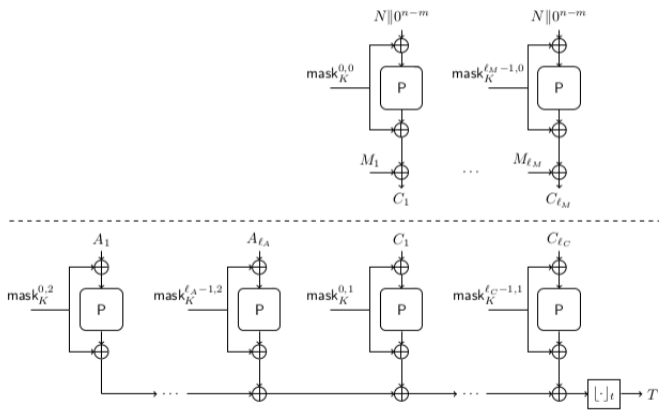 N∥0^{n−m} N∥0^{n−m}
mask_K^{0,0} P mask_K^{ℓ_M−1,0} P
M_1 ... M_{ℓ_M}
C_1 C_{ℓ_M}
A_1 A_{ℓ_A} C_1 C_{ℓ_C}
mask_K^{0,2} P mask_K^{ℓ_A−1,2} P mask_K^{0,1} P mask_K^{ℓ_C−1,1} P
... ... ⌊·⌋_t T